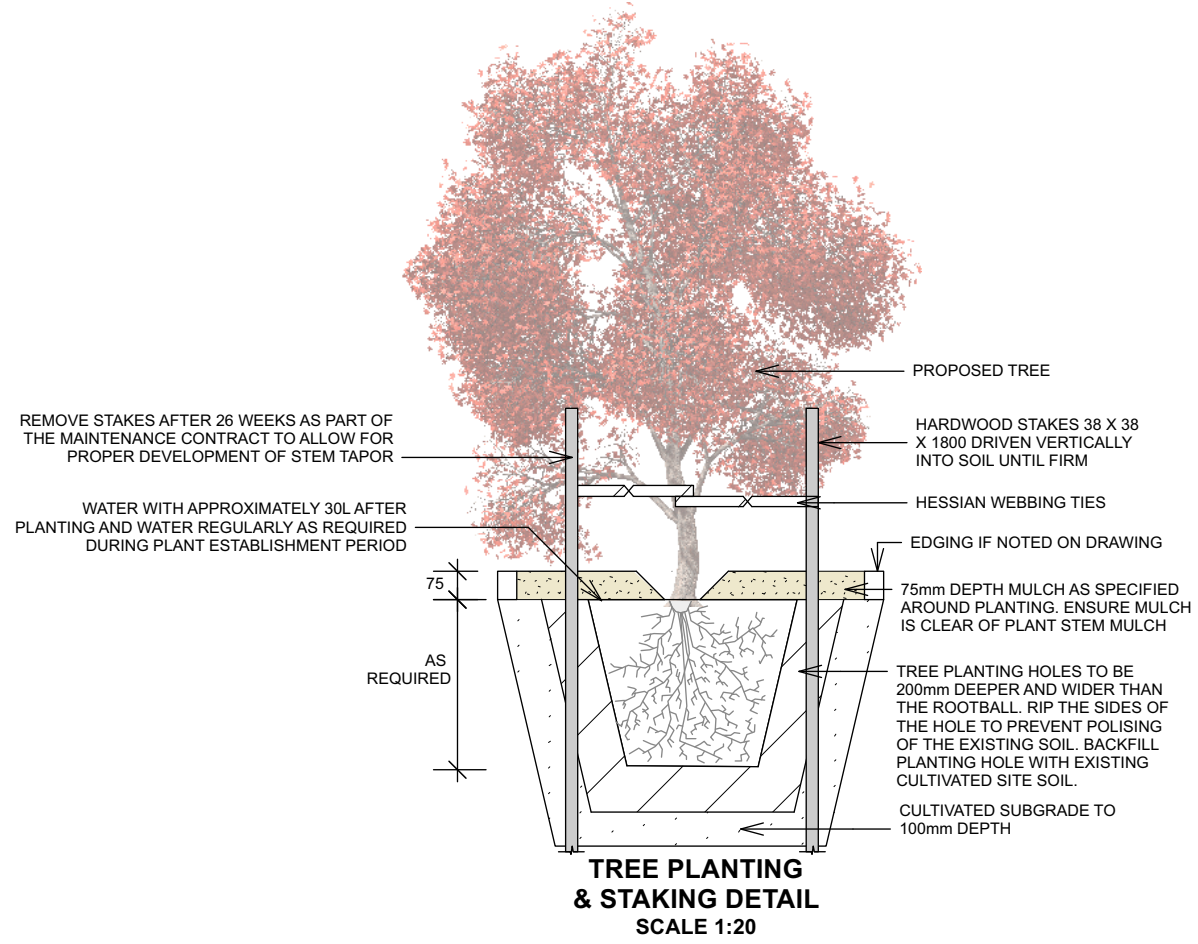 PROPOSED TREE
REMOVE STAKES AFTER 26 WEEKS AS PART OF
THE MAINTENANCE CONTRACT TO ALLOW FOR
PROPER DEVELOPMENT OF STEM TAPOR
HARDWOOD STAKES 38 X 38
X 1800 DRIVEN VERTICALLY
INTO SOIL UNTIL FIRM
WATER WITH APPROXIMATELY 30L AFTER
PLANTING AND WATER REGULARLY AS REQUIRED
DURING PLANT ESTABLISHMENT PERIOD
HESSIAN WEBBING TIES
EDGING IF NOTED ON DRAWING
75
75mm DEPTH MULCH AS SPECIFIED
AROUND PLANTING. ENSURE MULCH
IS CLEAR OF PLANT STEM MULCH
AS
REQUIRED
TREE PLANTING HOLES TO BE
200mm DEEPER AND WIDER THAN
THE ROOTBALL. RIP THE SIDES OF
THE HOLE TO PREVENT POLISING
OF THE EXISTING SOIL. BACKFILL
PLANTING HOLE WITH EXISTING
CULTIVATED SITE SOIL.
CULTIVATED SUBGRADE TO
100mm DEPTH
TREE PLANTING
& STAKING DETAIL
SCALE 1:20